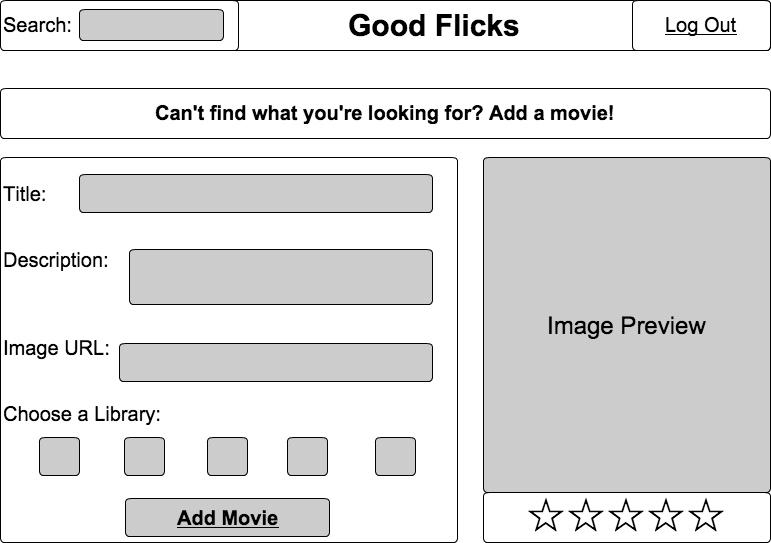 Search:
Good Flicks
Log Out
Can't find what you're looking for? Add a movie!
Title:
Description:
Image URL:
Choose a Library:
Add Movie
Image Preview